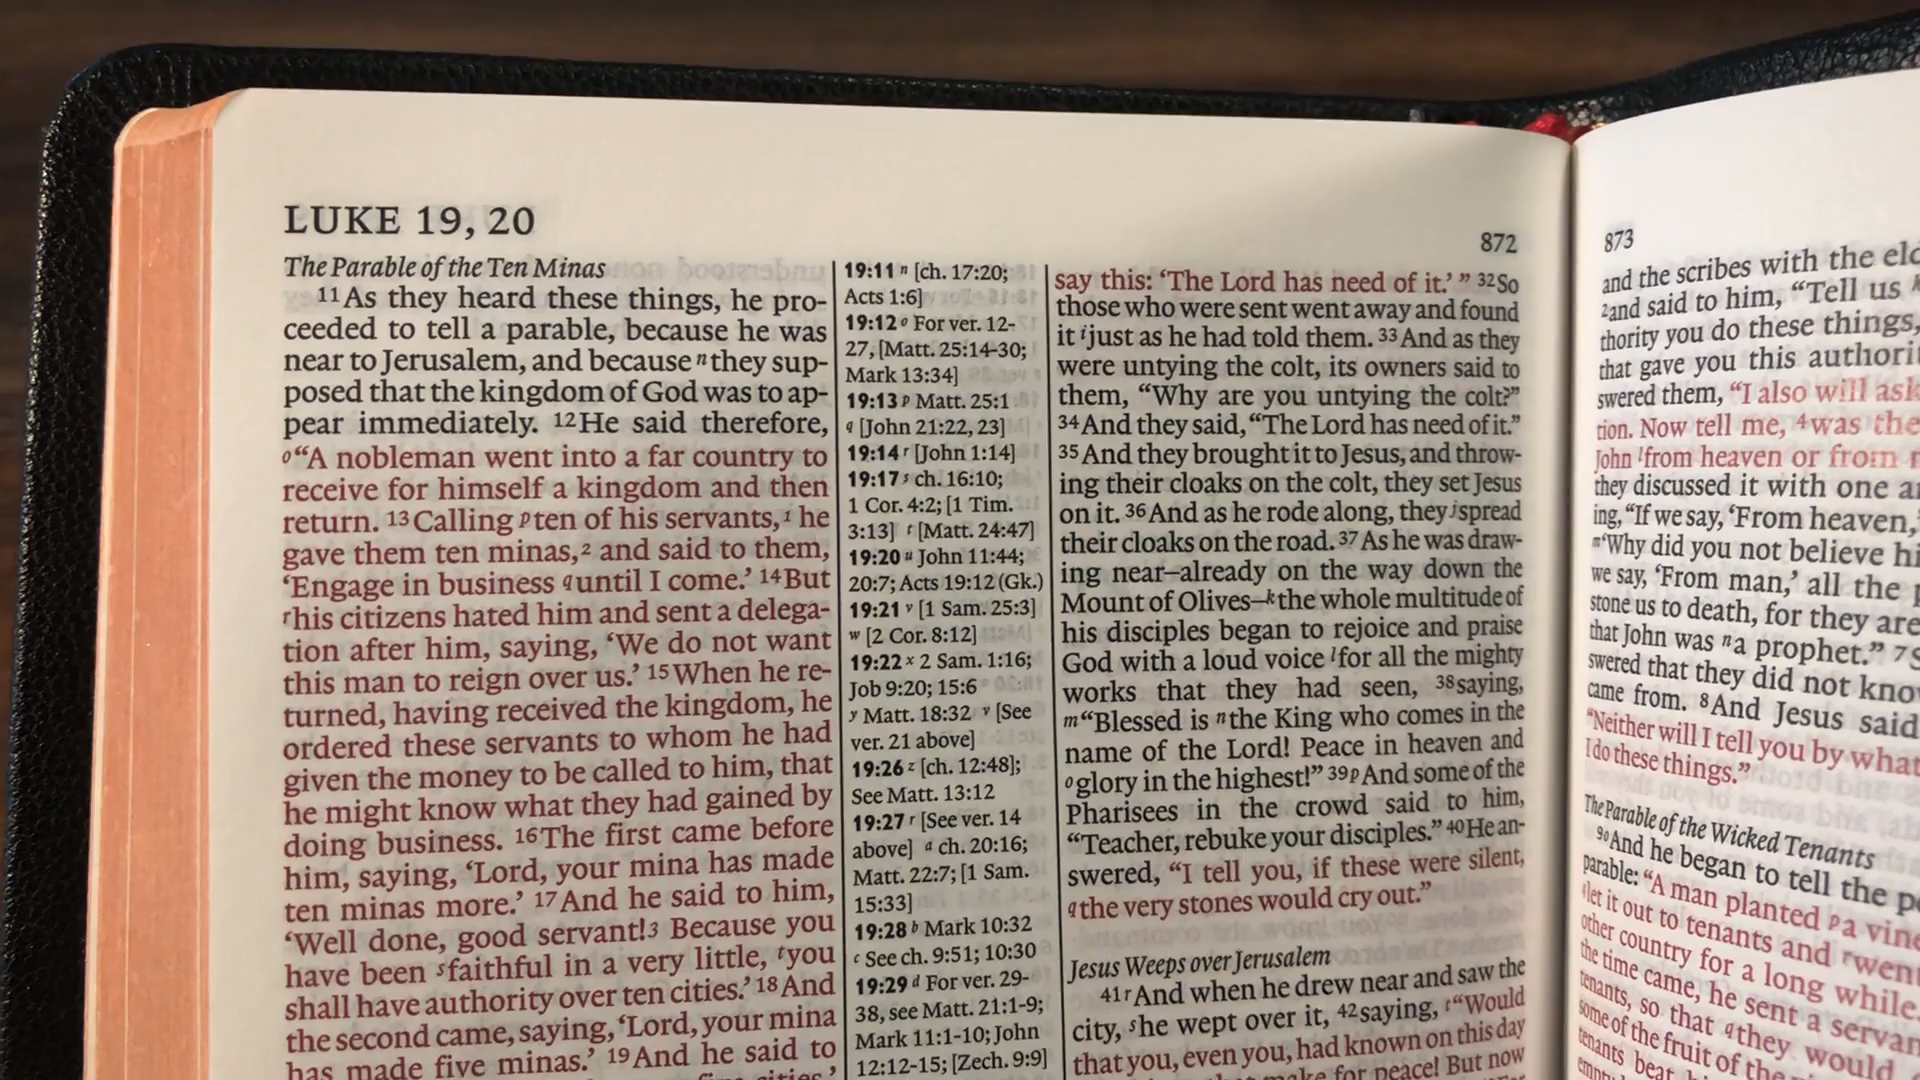 LUKE 19, 20
The Parable of the Ten Minas
11 As they heard these things, he pro-
ceeded to tell a parable, because he was
near to Jerusalem, and because n they sup-
posed that the kingdom of God was to ap-
pear immediately. 12 He said therefore,
o “A nobleman went into a far country to
receive for himself a kingdom and then
return. 13 Calling p ten of his servants,1 he
gave them ten minas,2 and said to them,
‘Engage in business q until I come.’ 14 But
r his citizens hated him and sent a delega-
tion after him, saying, ‘We do not want
this man to reign over us.’ 15 When he re-
turned, having received the kingdom, he
ordered these servants to whom he had
given the money to be called to him, that
he might know what they had gained by
doing business. 16 The first came before
him, saying, ‘Lord, your mina has made
ten minas more.’ 17 And he said to him,
‘Well done, good servant!3 Because you
have been s faithful in a very little, t you
shall have authority over ten cities.’ 18 And
the second came, saying, ‘Lord, your mina
has made five minas.’ 19 And he said to
cities.’
19:11 n [ch. 17:20;
Acts 1:6]
19:12 o For ver. 12-
27, [Matt. 25:14-30;
Mark 13:34]
19:13 p Matt. 25:1
q [John 21:22, 23]
19:14 r [John 1:14]
19:17 s ch. 16:10;
1 Cor. 4:2; [1 Tim.
3:13] t [Matt. 24:47]
19:20 u John 11:44;
20:7; Acts 19:12 (Gk.)
19:21 v [1 Sam. 25:3]
w [2 Cor. 8:12]
19:22 x 2 Sam. 1:16;
Job 9:20; 15:6
y Matt. 18:32 v [See
ver. 21 above]
19:26 z [ch. 12:48];
See Matt. 13:12
19:27 r [See ver. 14
above] a ch. 20:16;
Matt. 22:7; [1 Sam.
15:33]
19:28 b Mark 10:32
c See ch. 9:51; 10:30
19:29 d For ver. 29-
38, see Matt. 21:1-9;
Mark 11:1-10; John
12:12-15; [Zech. 9:9]
872
say this: ‘The Lord has need of it.’ ” 32 So
those who were sent went away and found
it i just as he had told them. 33 And as they
were untying the colt, its owners said to
them, “Why are you untying the colt?”
34 And they said, “The Lord has need of it.”
35 And they brought it to Jesus, and throw-
ing their cloaks on the colt, they set Jesus
on it. 36 And as he rode along, they j spread
their cloaks on the road. 37 As he was draw-
ing near—already on the way down the
Mount of Olives—k the whole multitude of
his disciples began to rejoice and praise
God with a loud voice l for all the mighty
works that they had seen, 38 saying,
m “Blessed is n the King who comes in the
name of the Lord! Peace in heaven and
o glory in the highest!” 39 p And some of the
Pharisees in the crowd said to him,
“Teacher, rebuke your disciples.” 40 He an-
swered, “I tell you, if these were silent,
q the very stones would cry out.”
Jesus Weeps over Jerusalem
41 r And when he drew near and saw the
city, s he wept over it, 42 saying, t “Would
that you, even you, had known on this day
make for peace! But now
873
and the scribes with the
2 and said to him, “Tell us
thority you do these things,
that gave you this
swered them, “I also will
tion. Now tell me, 4 was
John l from heaven or from
they discussed it with one
ing, “If we say, ‘From heaven,’
m ‘Why did you not believe
we say, ‘From man,’ all the
stone us to death, for they are
that John was n a prophet.” 7
swered that they did not
came from. 8 And Jesus said
“Neither will I tell you by what
I do these things.”
The Parable of the Wicked Tenants
9 o And he began to tell the
parable: “A man planted p a
q let it out to tenants and r went
other country for a long while.
the time came, he sent a
tenants, so that q they would
some of the fruit of the
tenants beat